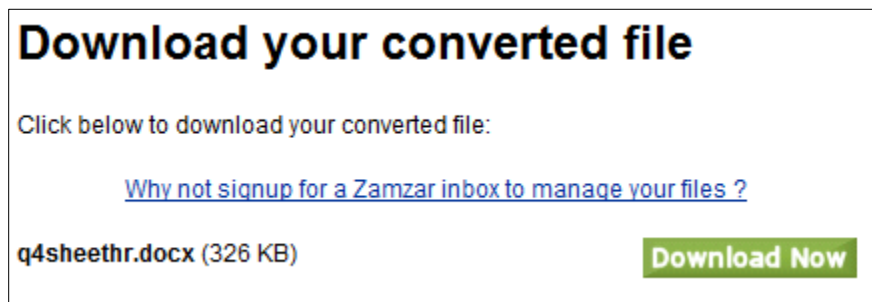 Download your converted file
Click below to download your converted file:
Why not signup for a Zamzar inbox to manage your files ?
q4sheethr.docx (326 KB)
Download Now